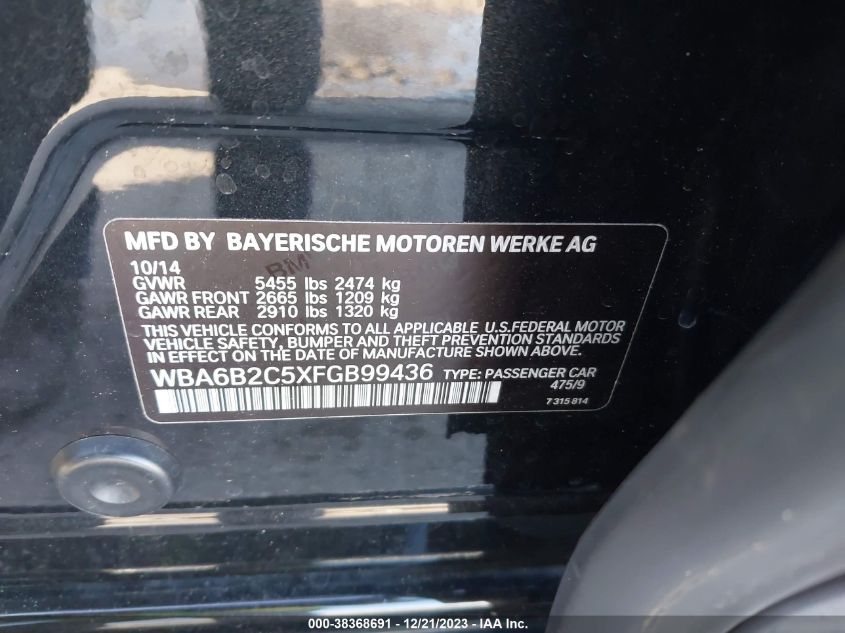 MFD BY BAYERISCHE MOTOREN WERKE AG
10/14
GVWR 5455 lbs 2474 kg
GAWR FRONT 2665 lbs 1209 kg
GAWR REAR 2910 lbs 1320 kg
THIS VEHICLE CONFORMS TO ALL APPLICABLE U.S.FEDERAL MOTOR
VEHICLE SAFETY, BUMPER AND THEFT PREVENTION STANDARDS
IN EFFECT ON THE DATE OF MANUFACTURE SHOWN ABOVE.
WBA6B2C5XFGB99436 TYPE: PASSENGER CAR
475/9
7 315 814
000-38368691 - 12/21/2023 - IAA